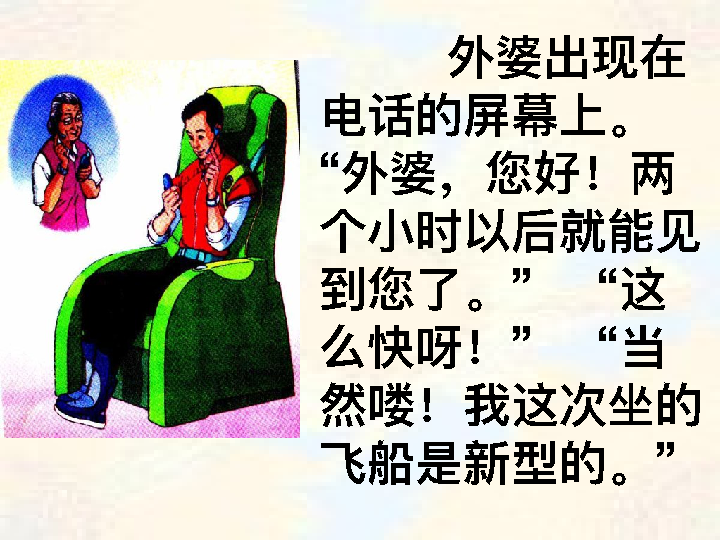 外婆出现在
电话的屏幕上。
“外婆，您好！两
个小时以后就能见
到您了。” “这
么快呀！” “当
然喽！我这次坐的
飞船是新型的。”